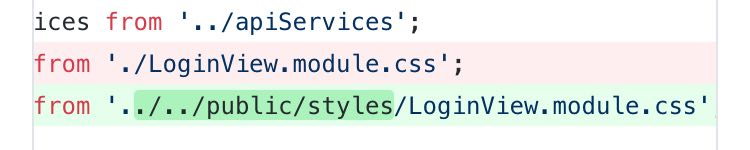 ices from '../apiServices';
from './LoginView.module.css';
from '../../public/styles/LoginView.module.css'